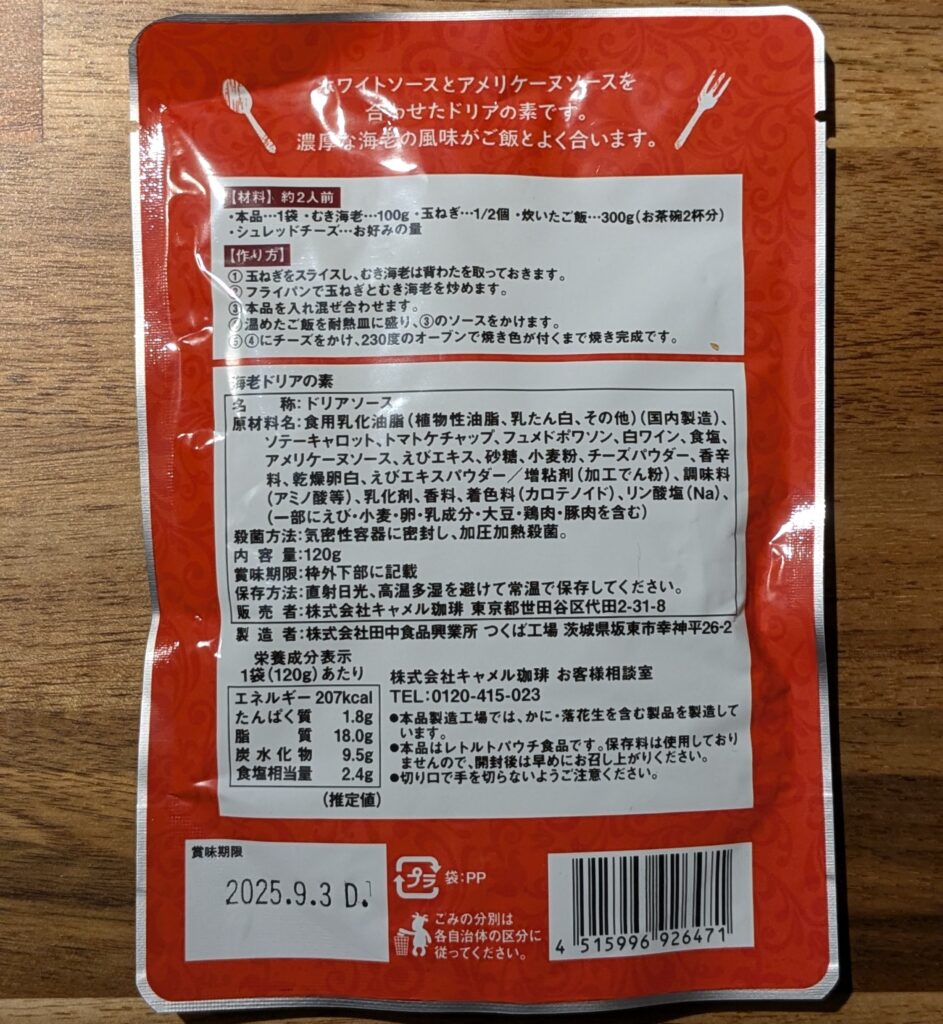 ホワイトソースとアメリケーヌソースを
合わせたドリアの素です。
濃厚な海老の風味がご飯とよく合います。
【材料】約2人前
・本品…1袋 ・むき海老…100g ・玉ねぎ…1/2個 ・炊いたご飯…300g(お茶碗2杯分)
・シュレッドチーズ…お好みの量
【作り方】
①玉ねぎをスライスし、むき海老は背わたを取っておきます。
②フライパンで玉ねぎとむき海老を炒めます。
③本品を入れ混ぜ合わせます。
④温めたご飯を耐熱皿に盛り、③のソースをかけます。
⑤④にチーズをかけ、230度のオーブンで焼き色が付くまで焼き完成です。
海老ドリアの素
名 称:ドリアソース
原材料名:食用乳化油脂(植物性油脂、乳たん白、その他)(国内製造)、
ソテーキャロット、トマトケチャップ、フュメドポワソン、白ワイン、食塩、
アメリケーヌソース、えびエキス、砂糖、小麦粉、チーズパウダー、香辛
料、乾燥卵白、えびエキスパウダー/増粘剤(加工でん粉)、調味料
(アミノ酸等)、乳化剤、香料、着色料(カロテノイド)、リン酸塩(Na)、
(一部にえび・小麦・卵・乳成分・大豆・鶏肉・豚肉を含む)
殺菌方法:気密性容器に密封し、加圧加熱殺菌。
内 容 量:120g
賞味期限:枠外下部に記載
保存方法:直射日光、高温多湿を避けて常温で保存してください。
販 売 者:株式会社キャメル珈琲 東京都世田谷区代田2-31-8
製 造 者:株式会社田中食品興業所 つくば工場 茨城県坂東市幸神平26-2
栄養成分表示
1袋(120g)あたり
エネルギー 207kcal
たんぱく質 1.8g
脂 質 18.0g
炭水化物 9.5g
食塩相当量 2.4g
(推定値)
株式会社キャメル珈琲 お客様相談室
TEL:0120-415-023
●本品製造工場では、かに・落花生を含む製品を製造して
います。
●本品はレトルトパウチ食品です。保存料は使用しており
ませんので、開封後は早めにお召し上がりください。
●切り口で手を切らないようご注意ください。
賞味期限
2025.9.3 D.
プラ
袋:PP
ごみの分別は
各自治体の区分に
従ってください。
4 515996 926471